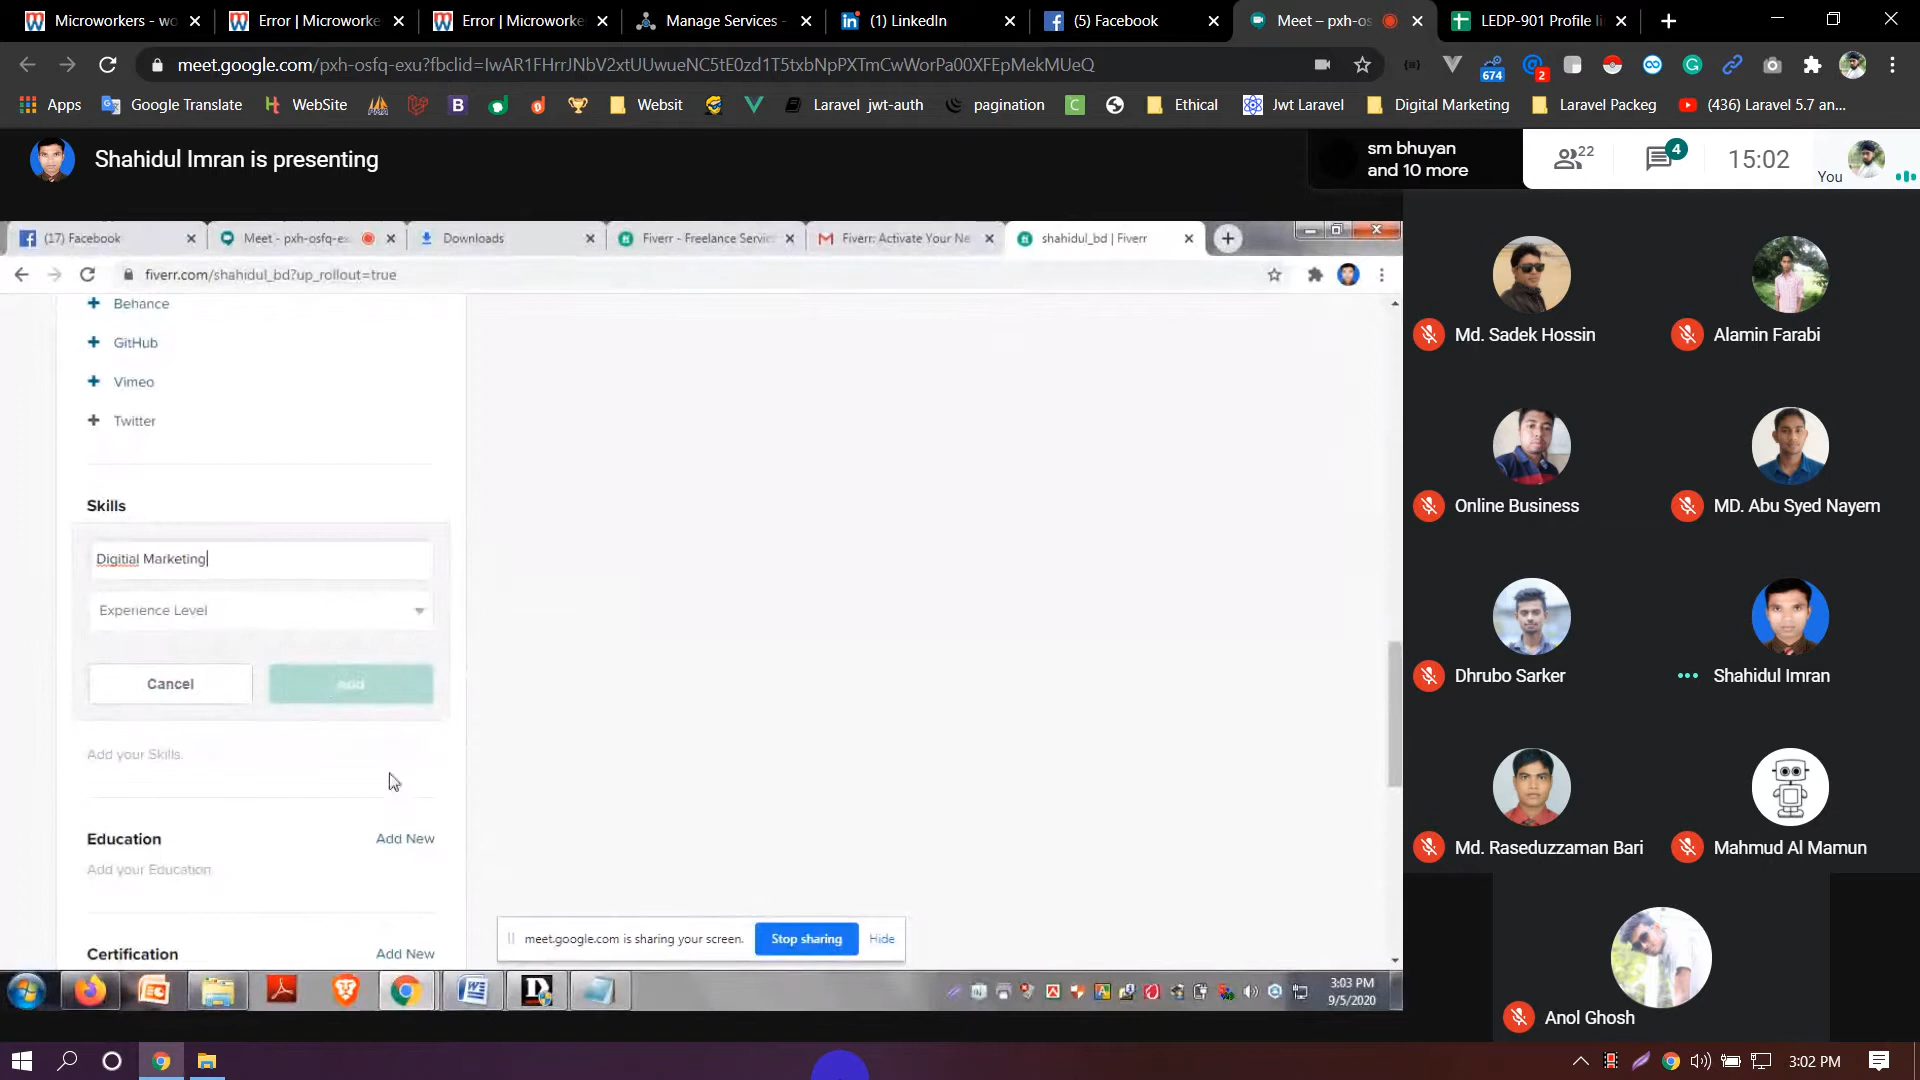 Microworkers - wo
Error | Microworke
Error | Microworke
Manage Services -
(1) LinkedIn
(5) Facebook
Meet – pxh-os
LEDP-901 Profile li
meet.google.com/pxh-osfq-exu?fbclid=IwAR1FHrrJNbV2xtUUwueNC5tE0zd1T5txbNpPXTmCwWorPa00XFEpMekMUeQ
674
2
Apps
Google Translate
WebSite
Websit
Laravel jwt-auth
pagination
Ethical
Jwt Laravel
Digital Marketing
Laravel Packeg
(436) Laravel 5.7 an...
Shahidul Imran is presenting
sm bhuyan
and 10 more
22
4
15:02
You
(17) Facebook
Meet - pxh-osfq-ex
Downloads
Fiverr - Freelance Servic
Fiverr: Activate Your Ne
shahidul_bd | Fiverr
fiverr.com/shahidul_bd?up_rollout=true
Behance
GitHub
Vimeo
Twitter
Skills
Digitial Marketing
Experience Level
Cancel
Add
Add your Skills.
Education
Add New
Add your Education
Certification
Add New
meet.google.com is sharing your screen.
Stop sharing
Hide
3:03 PM
9/5/2020
Md. Sadek Hossin
Alamin Farabi
Online Business
MD. Abu Syed Nayem
Dhrubo Sarker
Shahidul Imran
Md. Raseduzzaman Bari
Mahmud Al Mamun
Anol Ghosh
3:02 PM